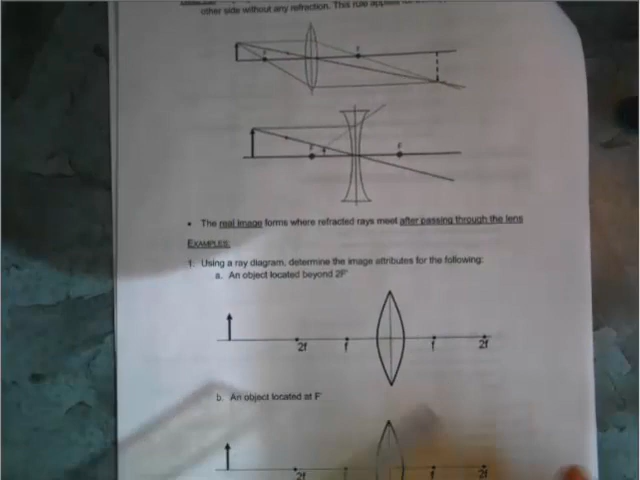 other side without any refraction. This rule applies
F
F
F
• The real image forms where refracted rays meet after passing through the lens
EXAMPLES:
1. Using a ray diagram, determine the image attributes for the following:
a. An object located beyond 2F'
2f f f 2f
b. An object located at F'
2f f 2f